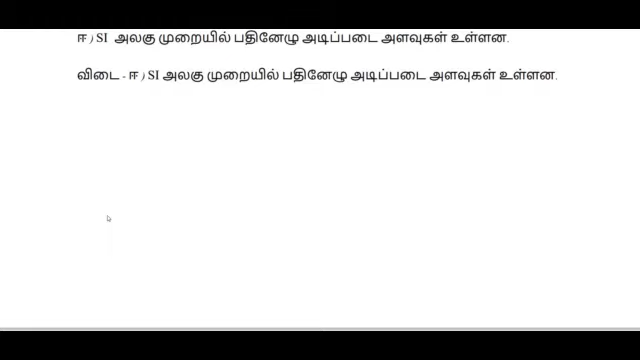 ஈ ) SI அலகு முறையில் பதினேழு அடிப்படை அளவுகள் உள்ளன.
விடை - ஈ ) SI அலகு முறையில் பதினேழு அடிப்படை அளவுகள் உள்ளன.